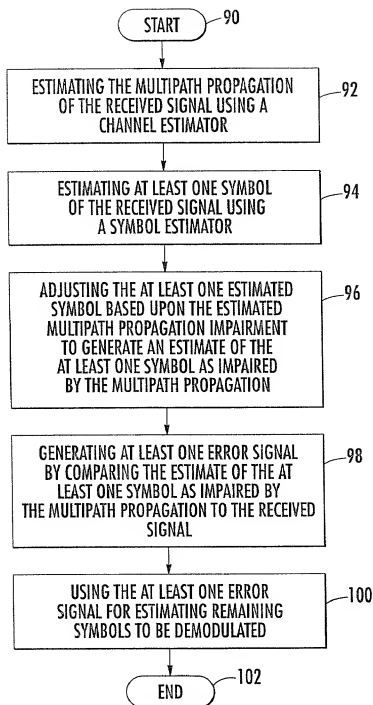 START
90
ESTIMATING THE MULTIPATH PROPAGATION
OF THE RECEIVED SIGNAL USING A
CHANNEL ESTIMATOR
92
ESTIMATING AT LEAST ONE SYMBOL
OF THE RECEIVED SIGNAL USING
A SYMBOL ESTIMATOR
94
ADJUSTING THE AT LEAST ONE ESTIMATED
SYMBOL BASED UPON THE ESTIMATED
MULTIPATH PROPAGATION IMPAIRMENT
TO GENERATE AN ESTIMATE OF THE
AT LEAST ONE SYMBOL AS IMPAIRED
BY THE MULTIPATH PROPAGATION
96
GENERATING AT LEAST ONE ERROR SIGNAL
BY COMPARING THE ESTIMATE OF THE AT
LEAST ONE SYMBOL AS IMPAIRED BY
THE MULTIPATH PROPAGATION TO THE RECEIVED
SIGNAL
98
USING THE AT LEAST ONE ERROR
SIGNAL FOR ESTIMATING REMAINING
SYMBOLS TO BE DEMODULATED
100
END
102